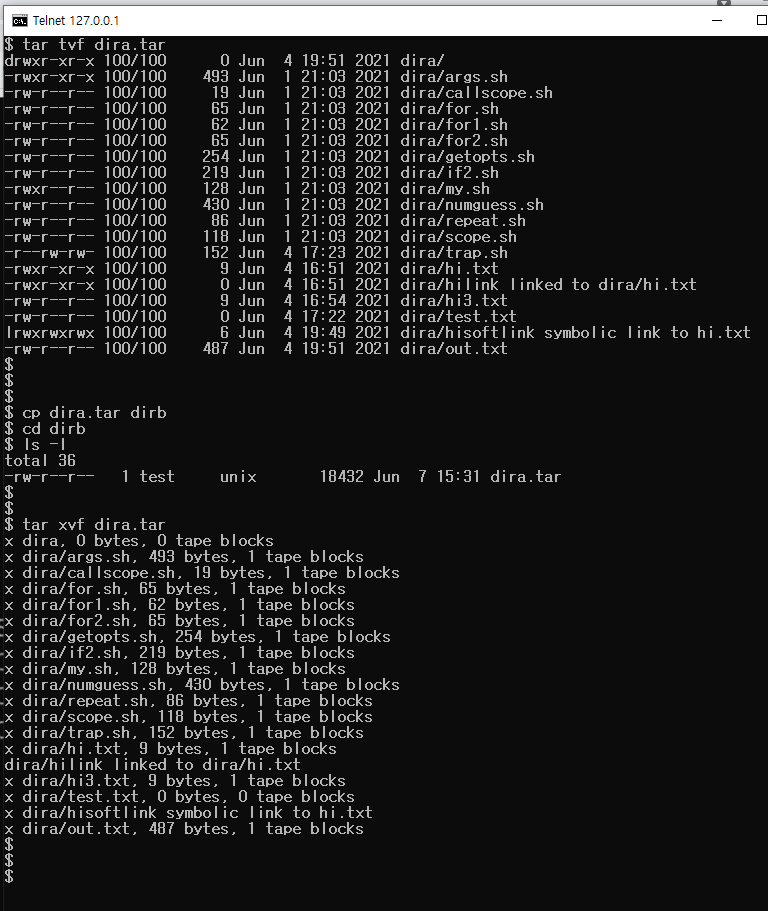 Telnet 127.0.0.1
$ tar tvf dira.tar
drwxr-xr-x 100/100      0 Jun  4 19:51 2021 dira/
-rwxr-xr-x 100/100    493 Jun  1 21:03 2021 dira/args.sh
-rw-r--r-- 100/100     19 Jun  1 21:03 2021 dira/callscope.sh
-rw-r--r-- 100/100     65 Jun  1 21:03 2021 dira/for.sh
-rw-r--r-- 100/100     62 Jun  1 21:03 2021 dira/for1.sh
-rw-r--r-- 100/100     65 Jun  1 21:03 2021 dira/for2.sh
-rw-r--r-- 100/100    254 Jun  1 21:03 2021 dira/getopts.sh
-rw-r--r-- 100/100    219 Jun  1 21:03 2021 dira/if2.sh
-rwxr--r-- 100/100    128 Jun  1 21:03 2021 dira/my.sh
-rw-r--r-- 100/100    430 Jun  1 21:03 2021 dira/numguess.sh
-rw-r--r-- 100/100     86 Jun  1 21:03 2021 dira/repeat.sh
-rw-r--r-- 100/100    118 Jun  1 21:03 2021 dira/scope.sh
-r---rw-rw- 100/100    152 Jun  4 17:23 2021 dira/trap.sh
-rwxr-xr-x 100/100      9 Jun  4 16:51 2021 dira/hi.txt
-rwxr-xr-x 100/100      0 Jun  4 16:51 2021 dira/hilink linked to dira/hi.txt
-rw-r--r-- 100/100      9 Jun  4 16:54 2021 dira/hi3.txt
-rw-r--r-- 100/100      0 Jun  4 17:22 2021 dira/test.txt
lrwxrwxrwx 100/100      6 Jun  4 19:49 2021 dira/hisoftlink symbolic link to hi.txt
-rw-r--r-- 100/100    487 Jun  4 19:51 2021 dira/out.txt
$
$
$
$ cp dira.tar dirb
$ cd dirb
$ ls -l
total 36
-rw-r--r--   1 test     unix       18432 Jun  7 15:31 dira.tar
$
$
$ tar xvf dira.tar
x dira, 0 bytes, 0 tape blocks
x dira/args.sh, 493 bytes, 1 tape blocks
x dira/callscope.sh, 19 bytes, 1 tape blocks
x dira/for.sh, 65 bytes, 1 tape blocks
x dira/for1.sh, 62 bytes, 1 tape blocks
x dira/for2.sh, 65 bytes, 1 tape blocks
x dira/getopts.sh, 254 bytes, 1 tape blocks
x dira/if2.sh, 219 bytes, 1 tape blocks
x dira/my.sh, 128 bytes, 1 tape blocks
x dira/numguess.sh, 430 bytes, 1 tape blocks
x dira/repeat.sh, 86 bytes, 1 tape blocks
x dira/scope.sh, 118 bytes, 1 tape blocks
x dira/trap.sh, 152 bytes, 1 tape blocks
x dira/hi.txt, 9 bytes, 1 tape blocks
dira/hilink linked to dira/hi.txt
x dira/hi3.txt, 9 bytes, 1 tape blocks
x dira/test.txt, 0 bytes, 0 tape blocks
x dira/hisoftlink symbolic link to hi.txt
x dira/out.txt, 487 bytes, 1 tape blocks
$
$
$